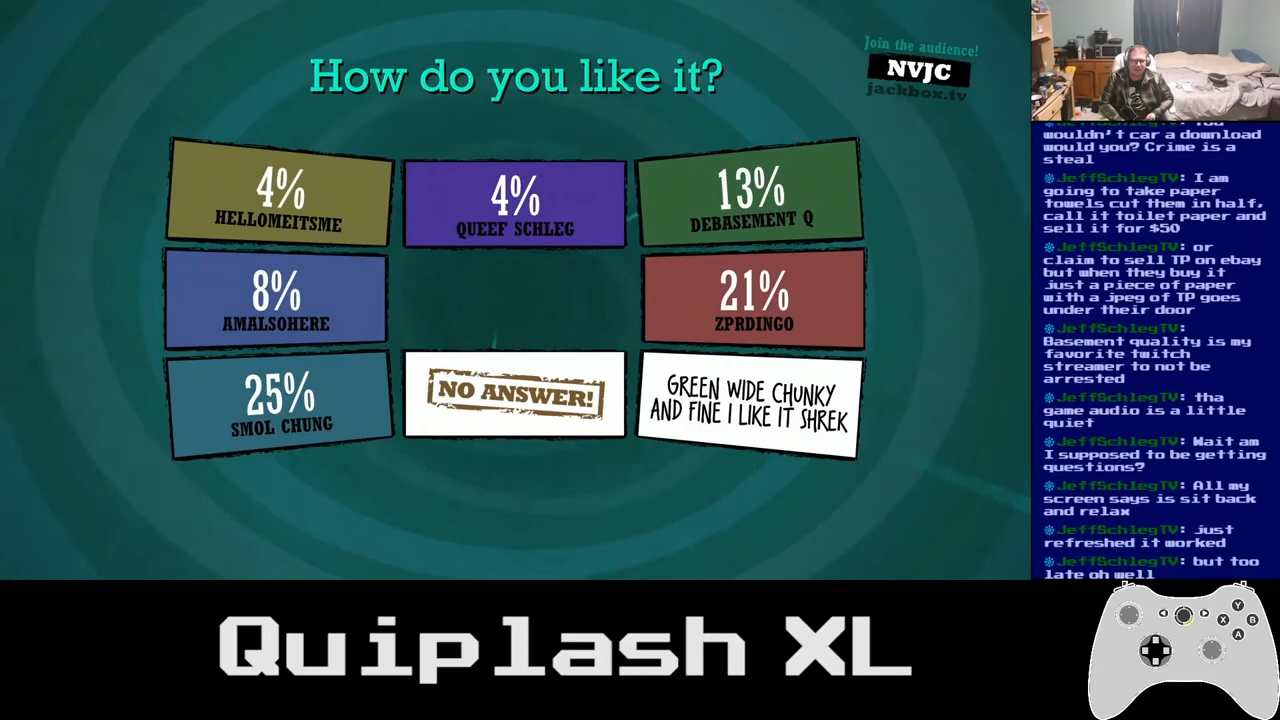 How do you like it?
Join the audience!
NVJC
jackbox.tv
4%
HELLOMEITSME
4%
QUEEF SCHLEG
13%
DEBASEMENT Q
8%
AMALSOHERE
21%
ZPRDINGO
25%
SMOL CHUNG
NO ANSWER!
GREEN WIDE CHUNKY
AND FINE I LIKE IT SHREK
JeffSchlegTV: You
wouldn't car a download
would you? Crime is a
steal
JeffSchlegTV: I am
going to take paper
towels cut them in half,
call it toilet paper and
sell it for $50
JeffSchlegTV: or
claim to sell TP on ebay
but when they buy it
just a piece of paper
with a jpeg of TP goes
under their door
JeffSchlegTV:
Basement quality is my
favorite twitch
streamer to not be
arrested
JeffSchlegTV: tha
game audio is a little
quiet
JeffSchlegTV: Wait am
I supposed to be getting
questions?
JeffSchlegTV: All my
screen says is sit back
and relax
JeffSchlegTV: just
refreshed it worked
JeffSchlegTV: but too
late oh well
Quiplash XL
Y
X
B
A